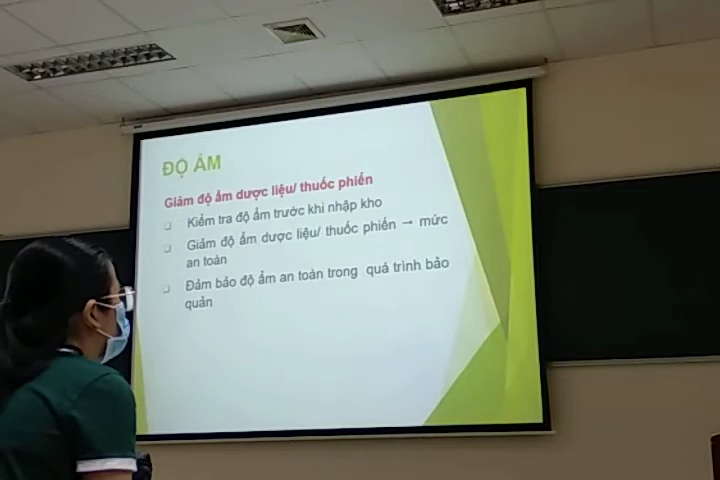 ĐỘ ẨM
Giảm độ ẩm dược liệu/ thuốc phiến
Kiểm tra độ ẩm trước khi nhập kho
Giảm độ ẩm dược liệu/ thuốc phiến → mức
an toàn
Đảm bảo độ ẩm an toàn trong quá trình bảo
quản